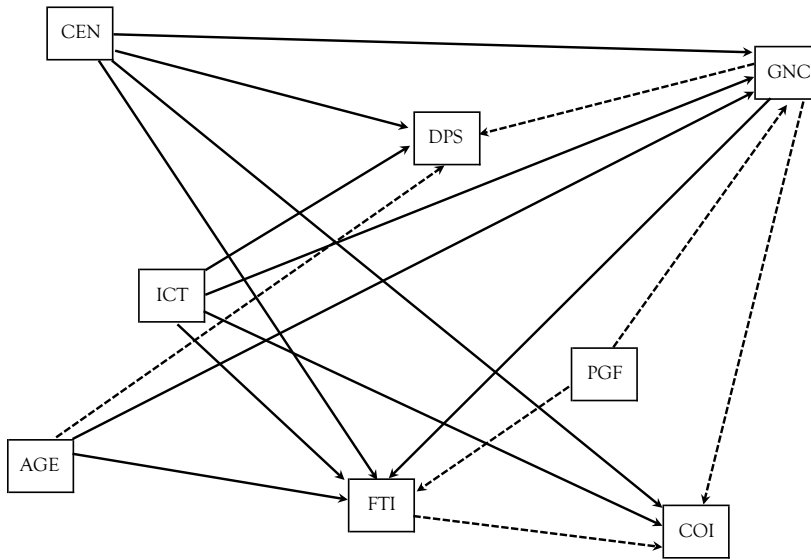 CEN
GNC
DPS
ICT
PGF
AGE
FTI
COI